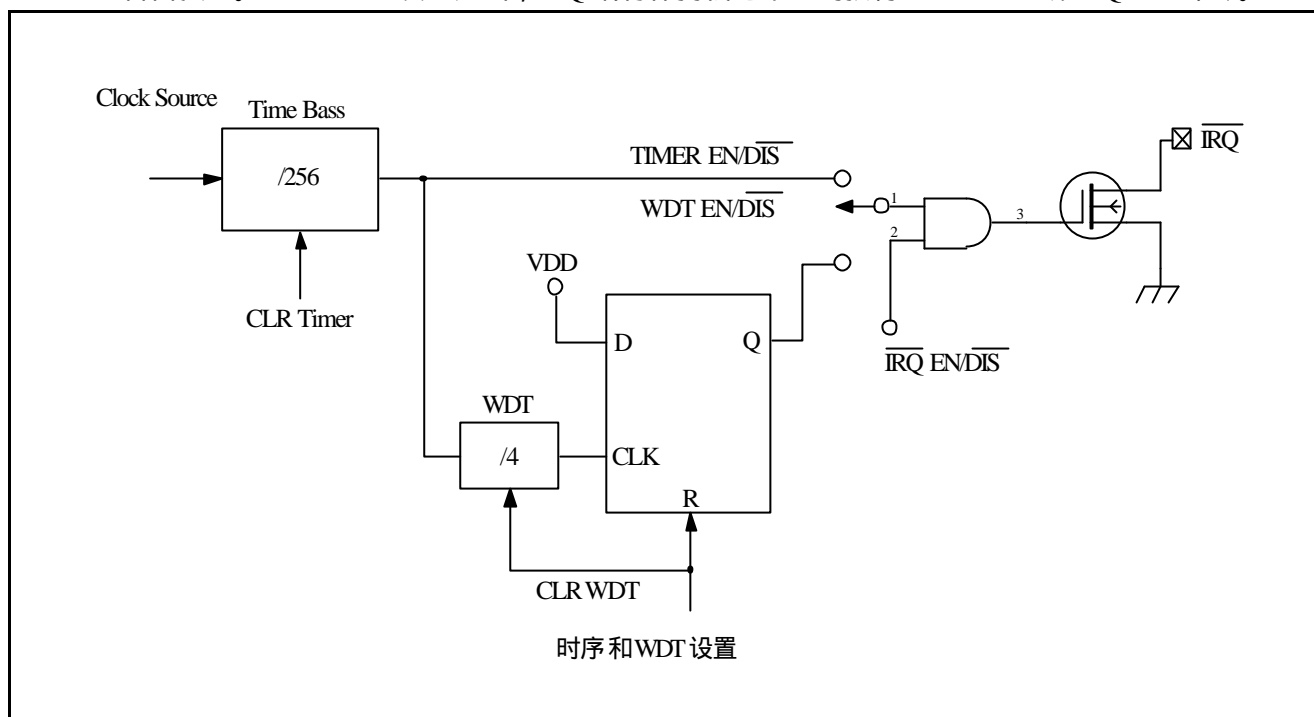 Clock Source
Time Bass
/256
CLR Timer
TIMER EN/DIS
WDT EN/DIS
1
2
3
IRQ
IRQ EN/DIS
VDD
D
Q
CLK
R
WDT
/4
CLR WDT
时序和WDT设置